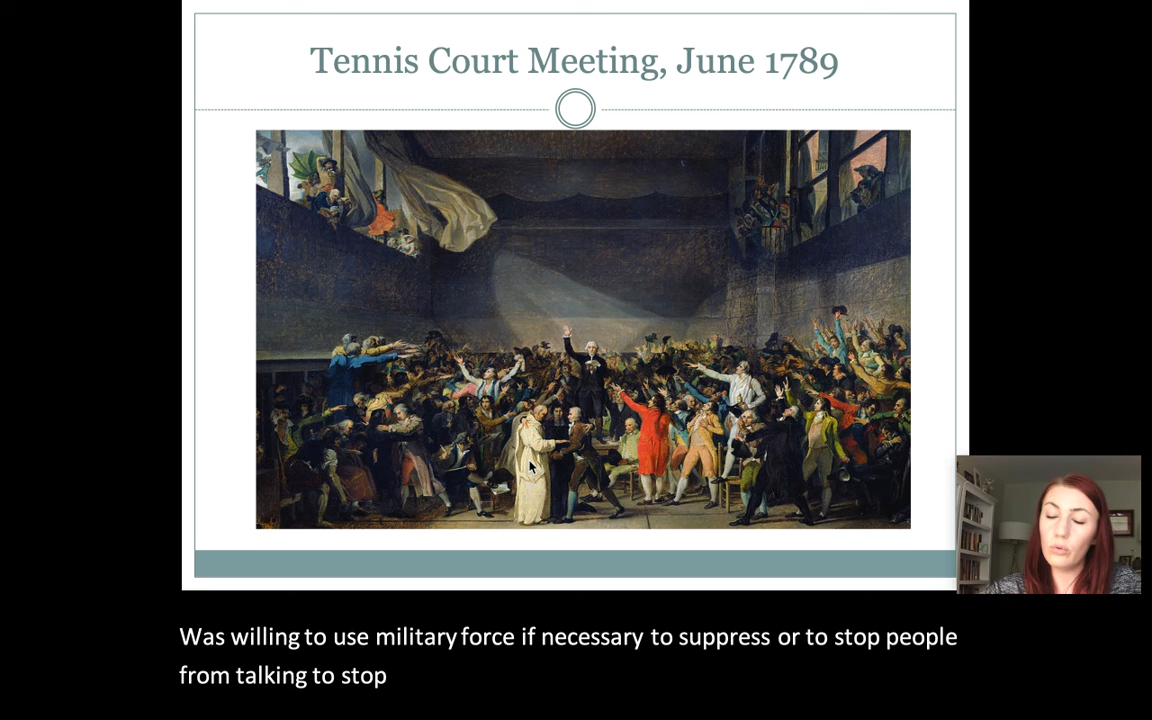 Tennis Court Meeting, June 1789
Was willing to use military force if necessary to suppress or to stop people
from talking to stop